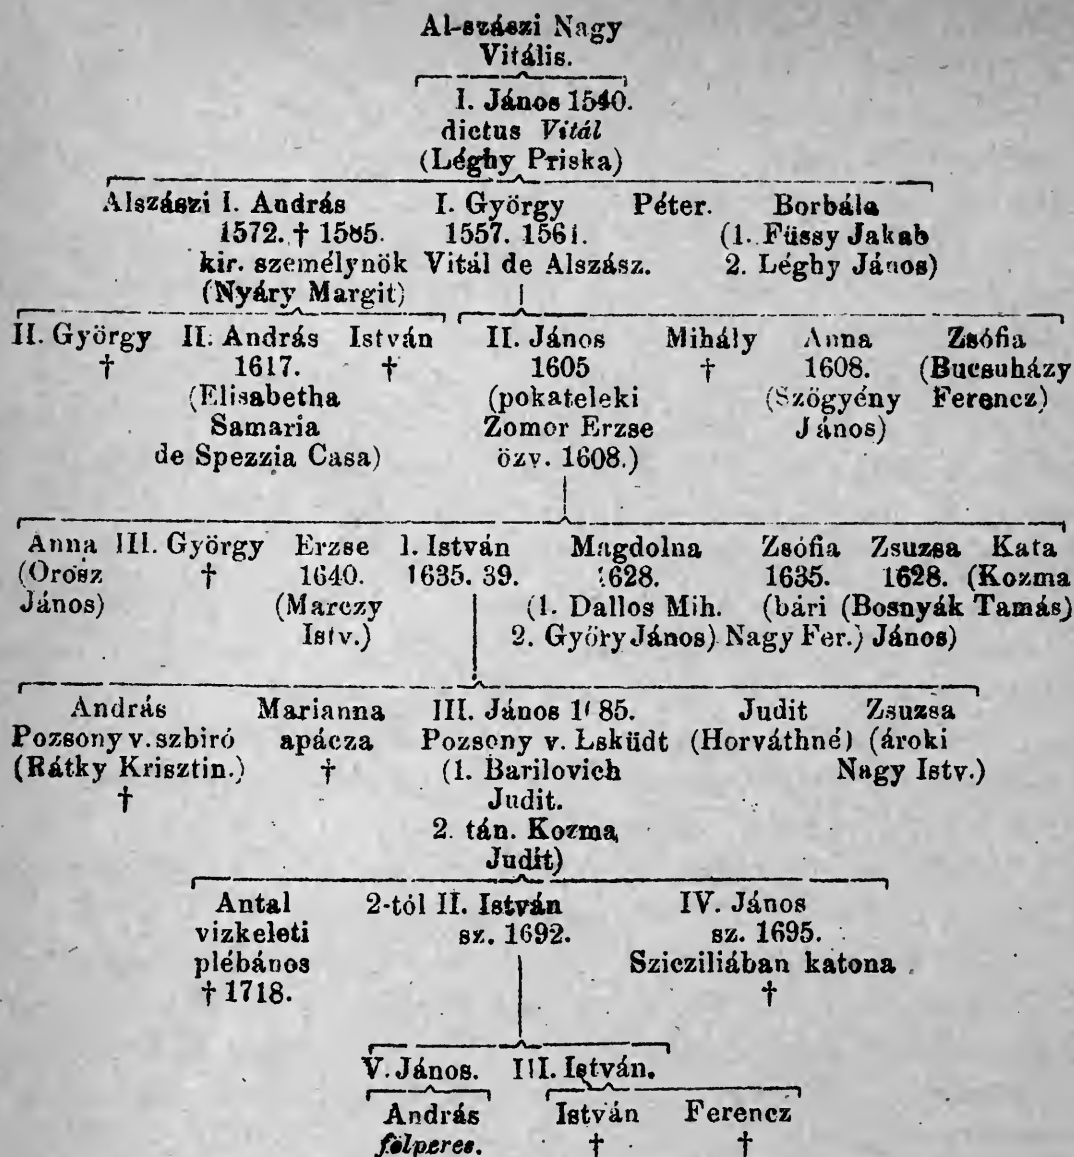 Al-szászi Nagy
Vitális.
I. János 1540.
dictus Vitál
(Léghy Priska)
Alszászi I. András I. György Péter. Borbála
1572. † 1585. 1557. 1561. (1. Füssy Jakab
kir. személynök Vitál de Alszász. 2. Léghy János)
(Nyáry Margit)
II. György II. András István II. János Mihály Anna Zsófia
† 1617. † 1605 † 1608. (Bucsuházy
(Elisabetha (pokateleki (Szögyény Ferencz)
Samaria Zomor Erzse János)
de Spezzia Casa) özv. 1608.)
Anna III. György Erzse I. István Magdolna Zsófia Zsuzsa Kata
(Orosz † 1640. 1635. 39. 1628. 1635. 1628. (Kozma
János) (Marczy (1. Dallos Mih. (bári (Bosnyák Tamás)
Istv.) 2. Győry János) Nagy Fer.) János)
András Marianna III. János 1685. Judit Zsuzsa
Pozsony v. szbiró apácza Pozsony v. Lsküdt (Horváthné) (ároki
(Rátky Krisztin.) † (1. Barilovich Nagy Istv.)
† Judit.
2. tán. Kozma
Judit)
Antal 2-tól II. István IV. János
vizkeleti sz. 1692. sz. 1695.
plébános Szicziliában katona
† 1718. †
V. János. III. István.
András István Ferencz
fölperes. † †